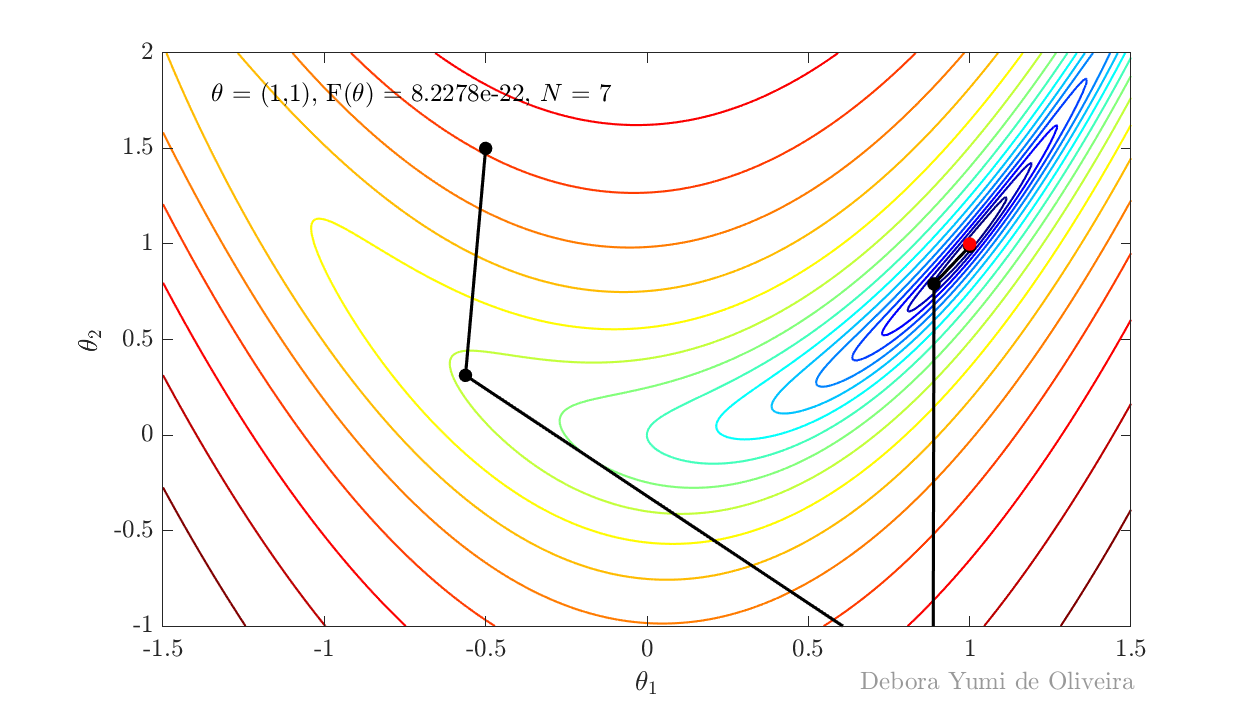 θ = (1,1), F(θ) = 8.2278e-22, N = 7
2
1.5
1
0.5
0
-0.5
-1
θ₂
-1.5 -1 -0.5 0 0.5 1 1.5
θ₁
Debora Yumi de Oliveira